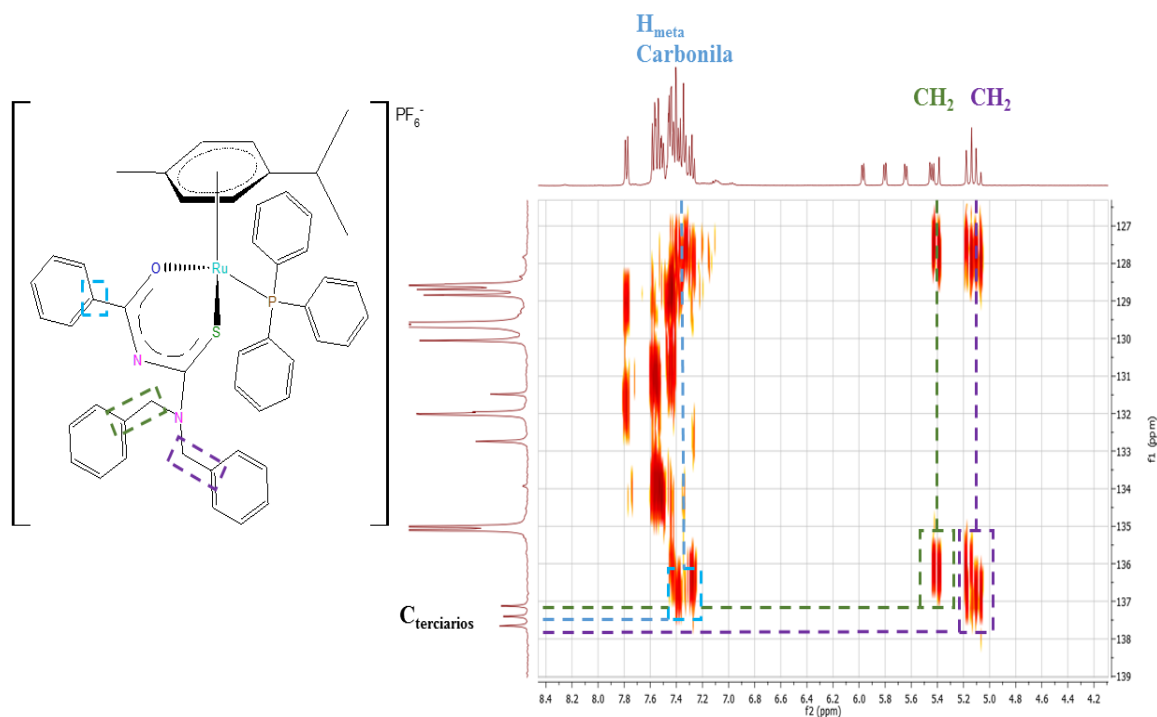 H_meta
Carbonila
CH₂ CH₂
PF₆⁻
O
Ru
P
S
N
N
C_terciarios
127
128
129
130
131
132
133
134
135
136
137
138
139
f1 (ppm)
8.4 8.2 8.0 7.8 7.6 7.4 7.2 7.0 6.8 6.6 6.4 6.2 6.0 5.8 5.6 5.4 5.2 5.0 4.8 4.6 4.4 4.2
f2 (ppm)